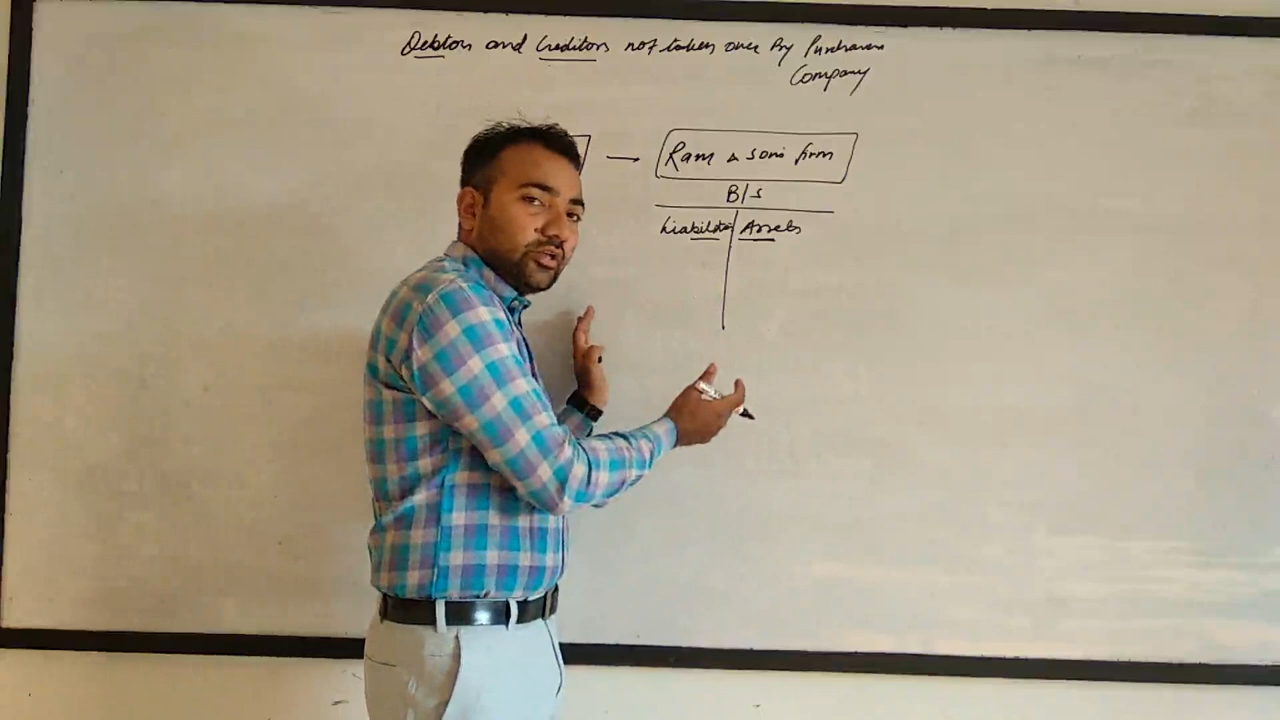 Debtors and Creditors not taken over By Purchasing
Company
Ram & sons firm
B/S
Liabilities Assets